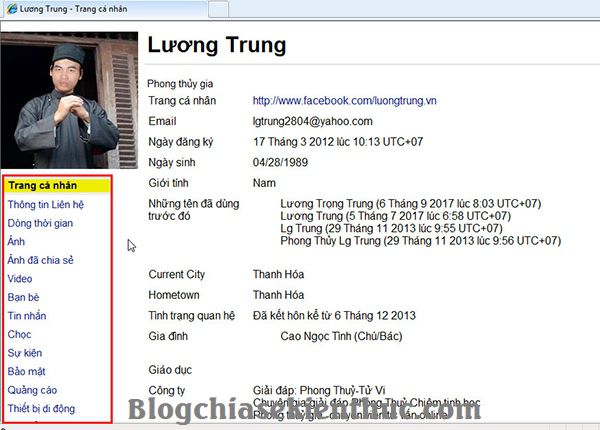 Lương Trung - Trang cá nhân
Lương Trung
Phong thủy gia
Trang cá nhân http://www.facebook.com/luongtrung.vn
Email lgtrung2804@yahoo.com
Ngày đăng ký 17 Tháng 3 2012 lúc 10:13 UTC+07
Ngày sinh 04/28/1989
Giới tính Nam
Những tên đã dùng trước đó
Lương Trọng Trung (6 Tháng 9 2017 lúc 8:03 UTC+07)
Lương Trung (5 Tháng 7 2017 lúc 6:58 UTC+07)
Lg Trung (29 Tháng 11 2013 lúc 9:55 UTC+07)
Phong Thủy Lg Trung (29 Tháng 11 2013 lúc 9:56 UTC+07)
Current City Thanh Hóa
Hometown Thanh Hóa
Tình trạng quan hệ Đã kết hôn kể từ 6 Tháng 12 2013
Gia đình Cao Ngọc Tình (Chú/Bác)
Giáo dục
Công ty Giải đáp: Phong Thuỷ-Tử Vi
Chuyên gia giải đáp Phong Thuỷ Chiêm tinh học
Phong thủy gia
Trang cá nhân
Thông tin Liên hệ
Dòng thời gian
Ảnh
Ảnh đã chia sẻ
Video
Bạn bè
Tin nhắn
Chọc
Sự kiện
Bảo mật
Quảng cáo
Thiết bị di động
Blogchiasekienthuc.com